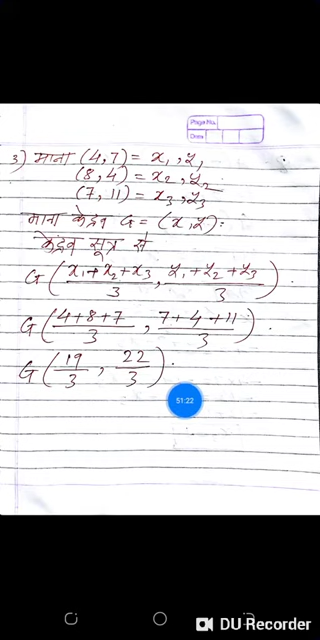 Page No.
Date
3) माना (4,7) = x₁, y₁
(8,4) = x₂, y₂
(7,11) = x₃, y₃
माना केन्द्रव G = (x, y).
केंद्रव सूत्र से
G((x₁+x₂+x₃)/3, (y₁+y₂+y₃)/3).
G((4+8+7)/3, (7+4+11)/3).
G(19/3, 22/3).
51:22
DU Recorder